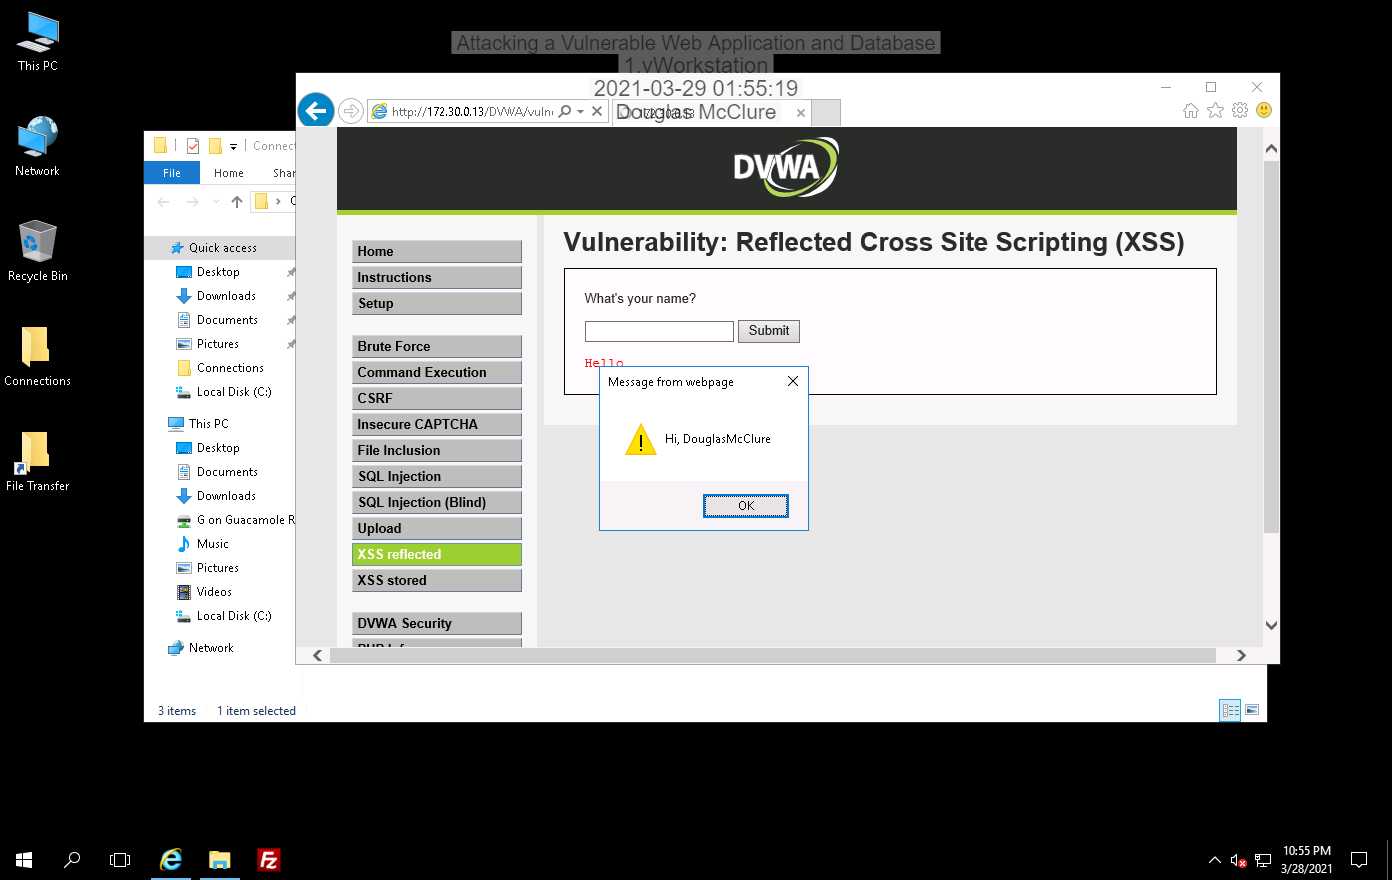 Attacking a Vulnerable Web Application and Database
1.vWorkstation
2021-03-29 01:55:19
Douglas McClure
This PC
Network
Recycle Bin
Connections
File Transfer
Connect
File
Home
Shar
Quick access
Desktop
Downloads
Documents
Pictures
Connections
Local Disk (C:)
This PC
Desktop
Documents
Downloads
G on Guacamole R
Music
Pictures
Videos
Local Disk (C:)
Network
3 items
1 item selected
http://172.30.0.13/DVWA/vuln
172.30.0.13
DVWA
Home
Instructions
Setup
Brute Force
Command Execution
CSRF
Insecure CAPTCHA
File Inclusion
SQL Injection
SQL Injection (Blind)
Upload
XSS reflected
XSS stored
DVWA Security
Vulnerability: Reflected Cross Site Scripting (XSS)
What's your name?
Submit
Hello
Message from webpage
Hi, DouglasMcClure
OK
10:55 PM
3/28/2021